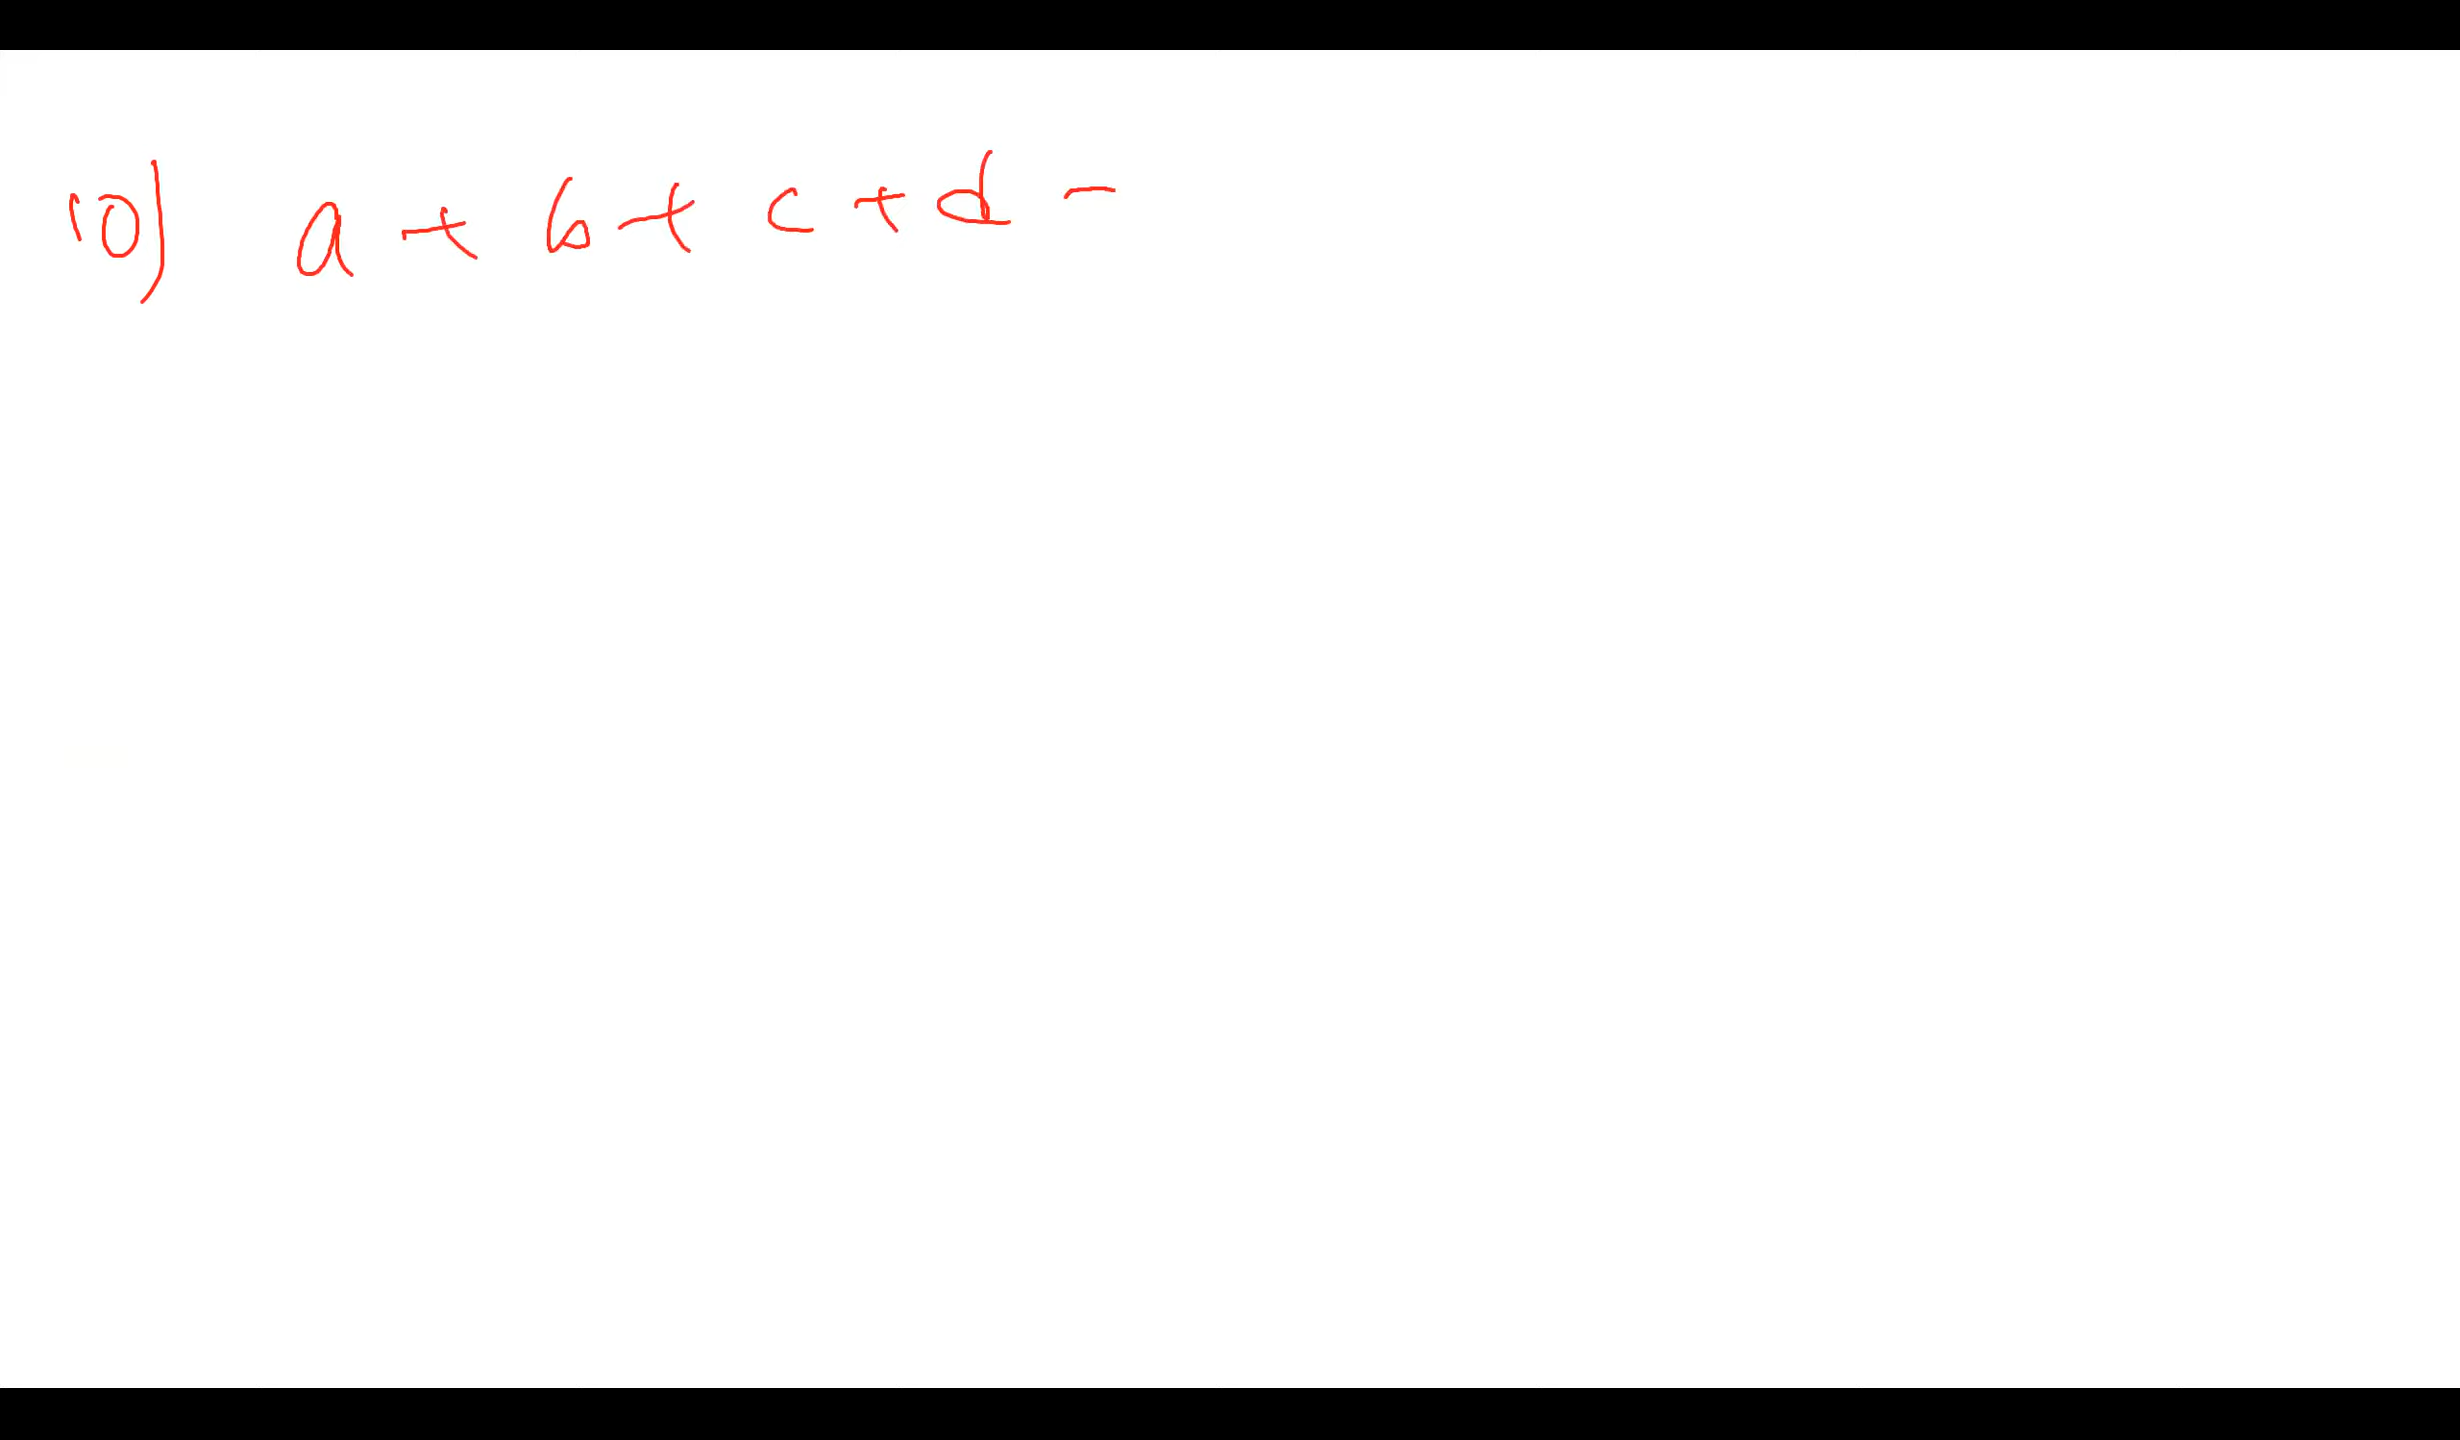 10) a + b + c + d -